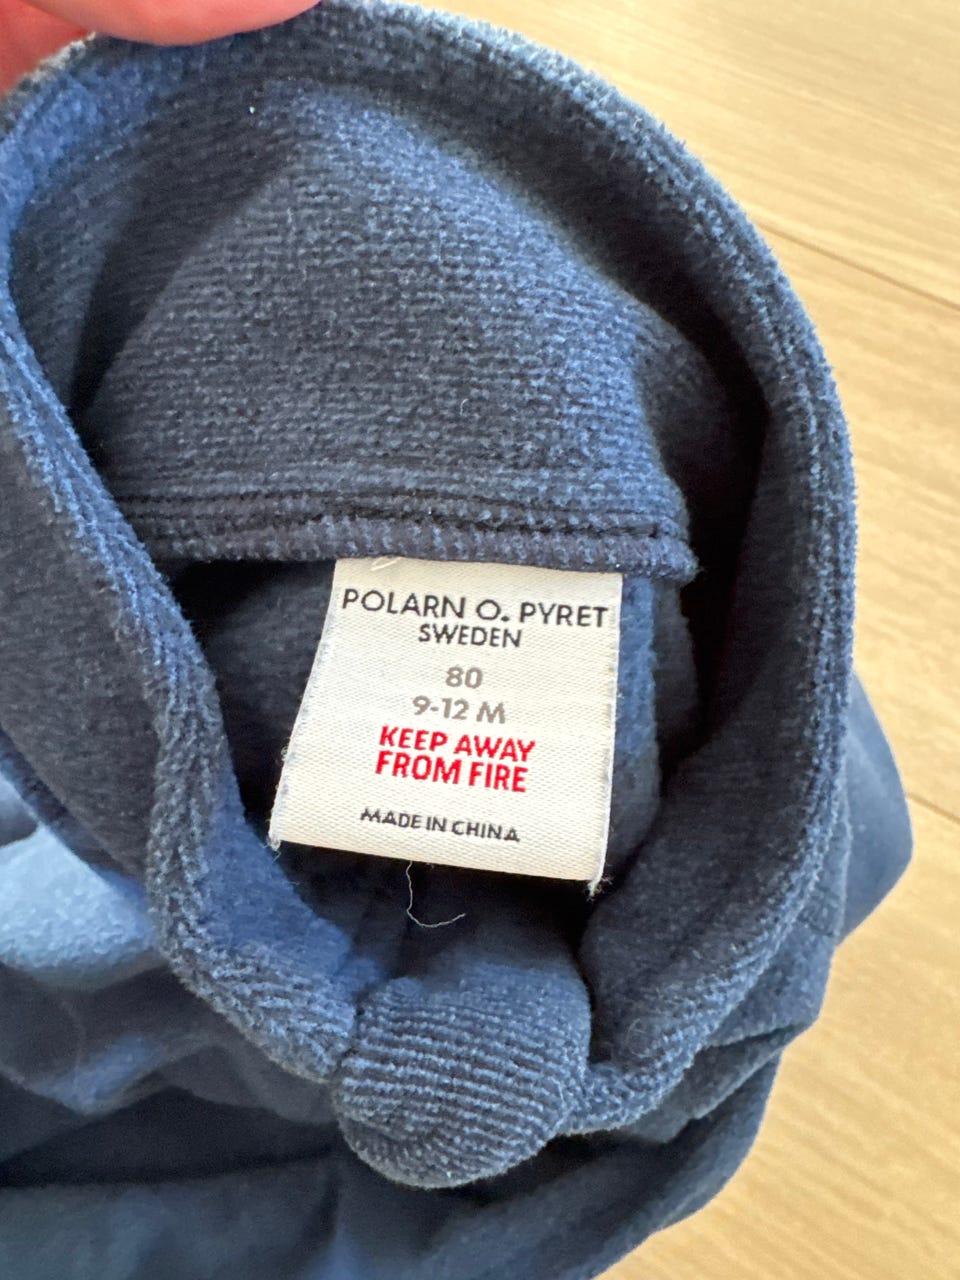 POLARN O. PYRET
SWEDEN
80
9-12 M
KEEP AWAY
FROM FIRE
MADE IN CHINA